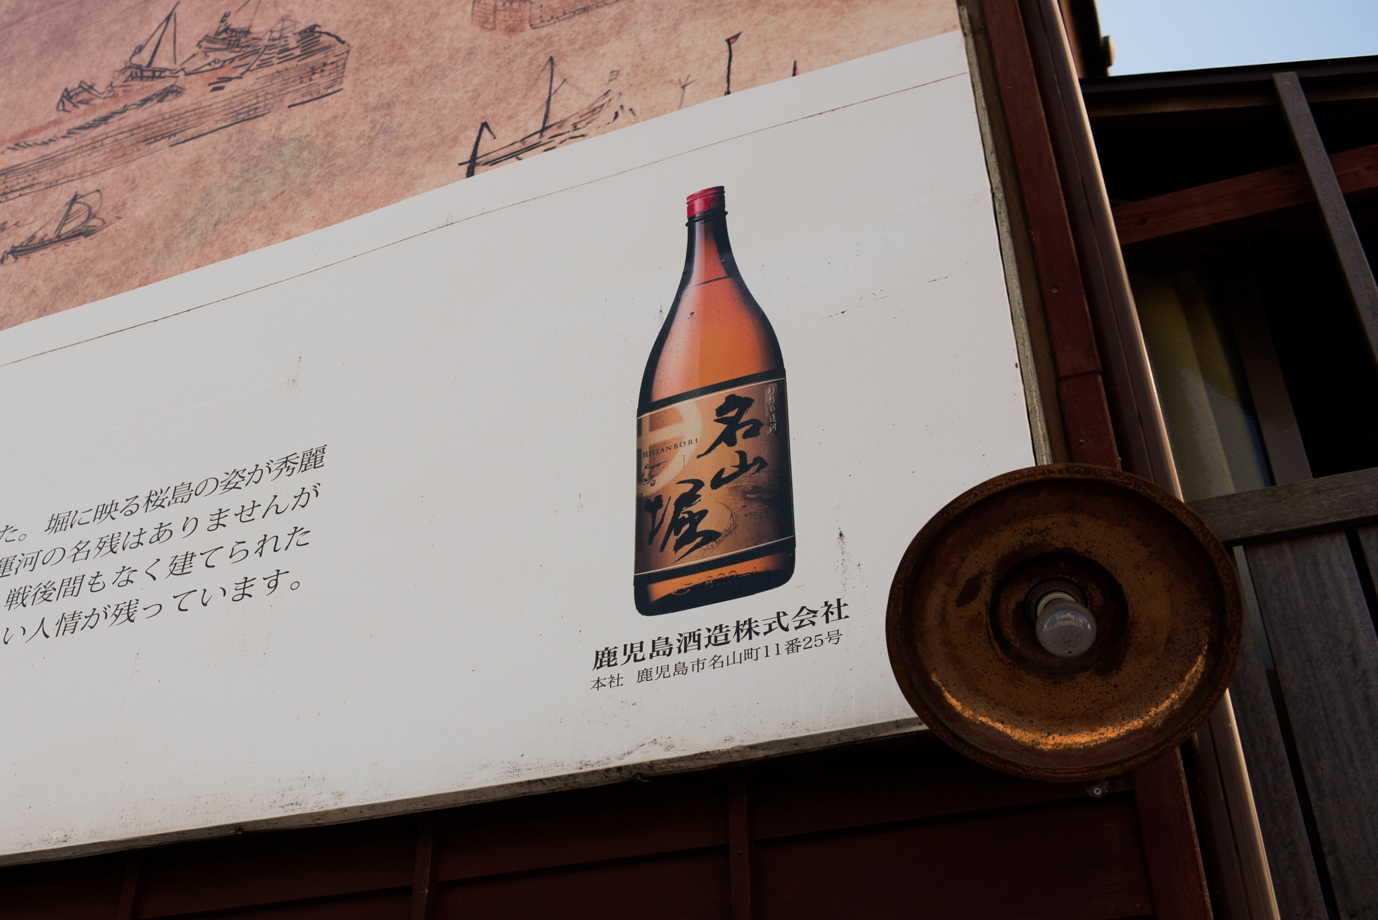 た。堀に映る桜島の姿が秀麗
運河の名残はありませんが
戦後間もなく建てられた
い人情が残っています。
MEIZANBORI
名山堀
鹿児島酒造株式会社
本社 鹿児島市名山町11番25号